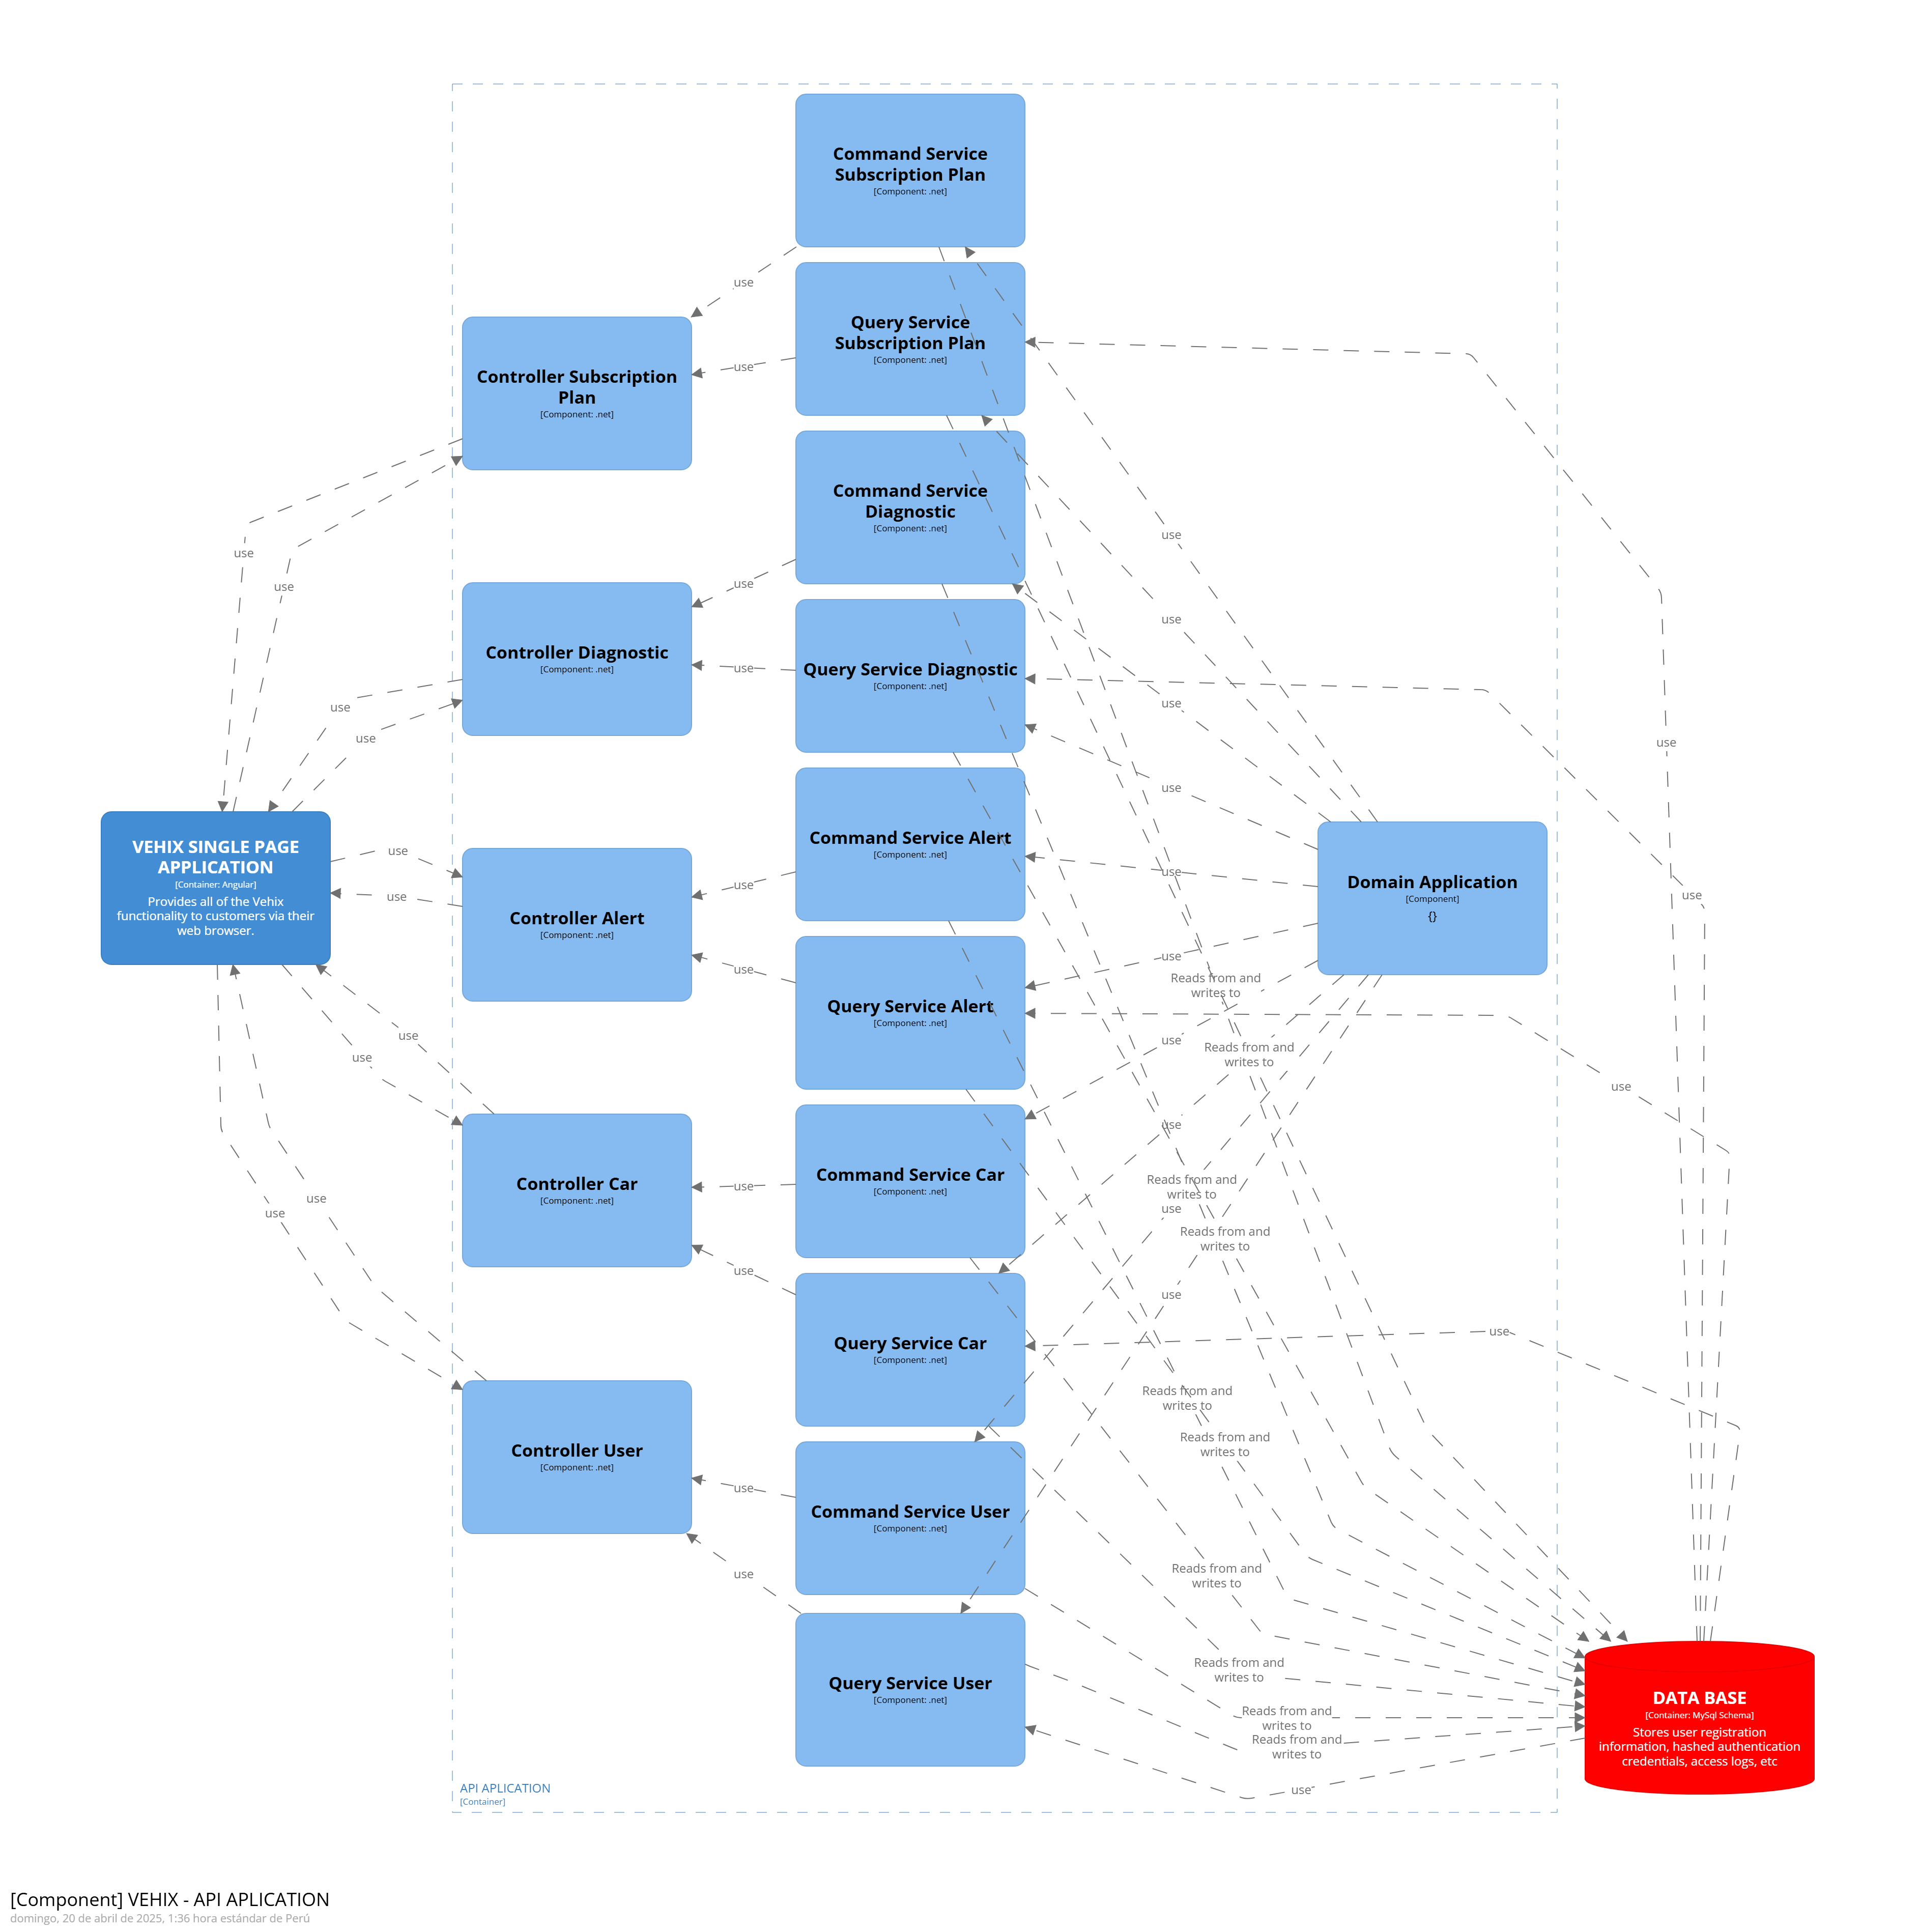 Command Service
Subscription Plan
[Component: .net]
use
Query Service
Subscription Plan
[Component: .net]
use
Controller Subscription
Plan
[Component: .net]
Command Service
Diagnostic
[Component: .net]
use
use
use
use
Controller Diagnostic
[Component: .net]
use
Query Service Diagnostic
[Component: .net]
use
use
use
use
use
use
VEHIX SINGLE PAGE
APPLICATION
[Container: Angular]
Provides all of the Vehix
functionality to customers via their
web browser.
use
use
Controller Alert
[Component: .net]
use
Command Service Alert
[Component: .net]
use
Domain Application
[Component]
{}
use
use
Query Service Alert
[Component: .net]
use
Reads from and
writes to
use
use
use
Reads from and
writes to
use
use
Controller Car
[Component: .net]
use
Command Service Car
[Component: .net]
Reads from and
writes to
use
use
use
Reads from and
writes to
use
use
Query Service Car
[Component: .net]
use
Reads from and
writes to
Controller User
[Component: .net]
Reads from and
writes to
use
Command Service User
[Component: .net]
Reads from and
writes to
use
Query Service User
[Component: .net]
Reads from and
writes to
Reads from and
writes to
Reads from and
writes to
use"
DATA BASE
[Container: MySql Schema]
Stores user registration
information, hashed authentication
credentials, access logs, etc
API APLICATION
[Container]
[Component] VEHIX - API APLICATION
domingo, 20 de abril de 2025, 1:36 hora estándar de Perú